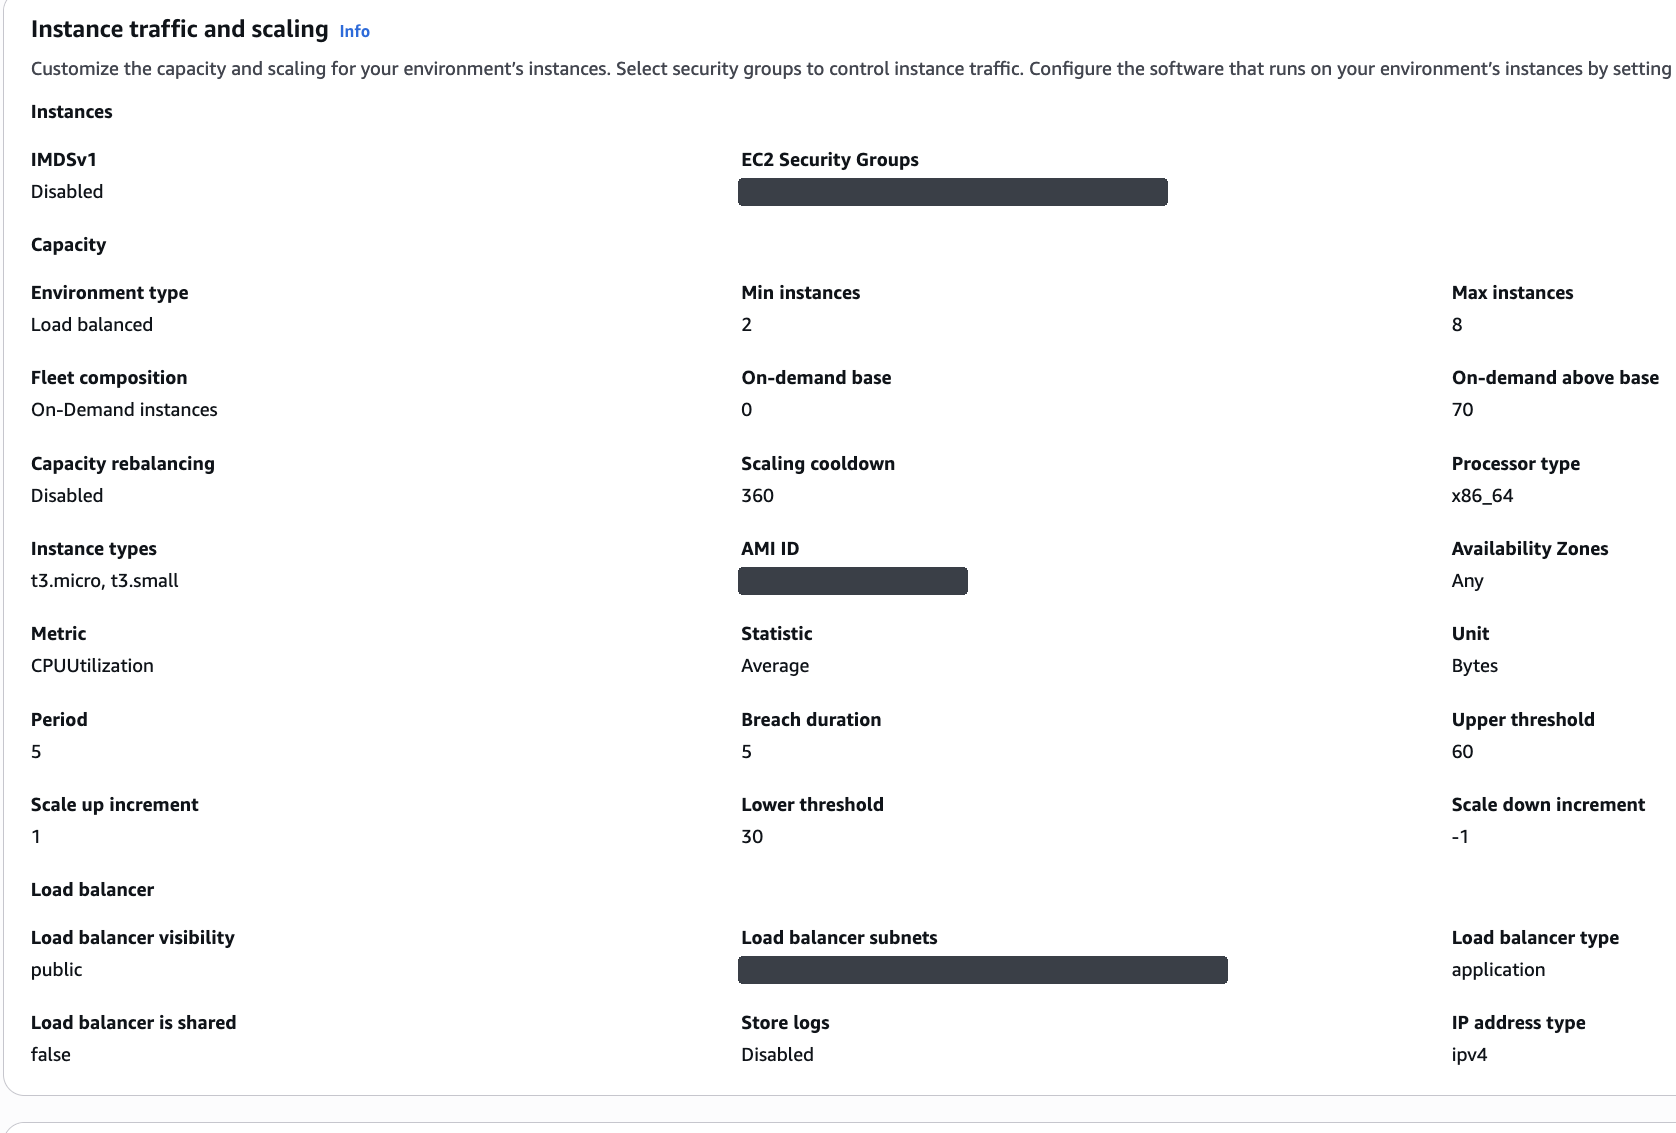 Instance traffic and scaling Info
Customize the capacity and scaling for your environment’s instances. Select security groups to control instance traffic. Configure the software that runs on your environment’s instances by setting
Instances
IMDSv1 EC2 Security Groups
Disabled
Capacity
Environment type Min instances Max instances
Load balanced 2 8
Fleet composition On-demand base On-demand above base
On-Demand instances 0 70
Capacity rebalancing Scaling cooldown Processor type
Disabled 360 x86_64
Instance types AMI ID Availability Zones
t3.micro, t3.small Any
Metric Statistic Unit
CPUUtilization Average Bytes
Period Breach duration Upper threshold
5 5 60
Scale up increment Lower threshold Scale down increment
1 30 -1
Load balancer
Load balancer visibility Load balancer subnets Load balancer type
public application
Load balancer is shared Store logs IP address type
false Disabled ipv4